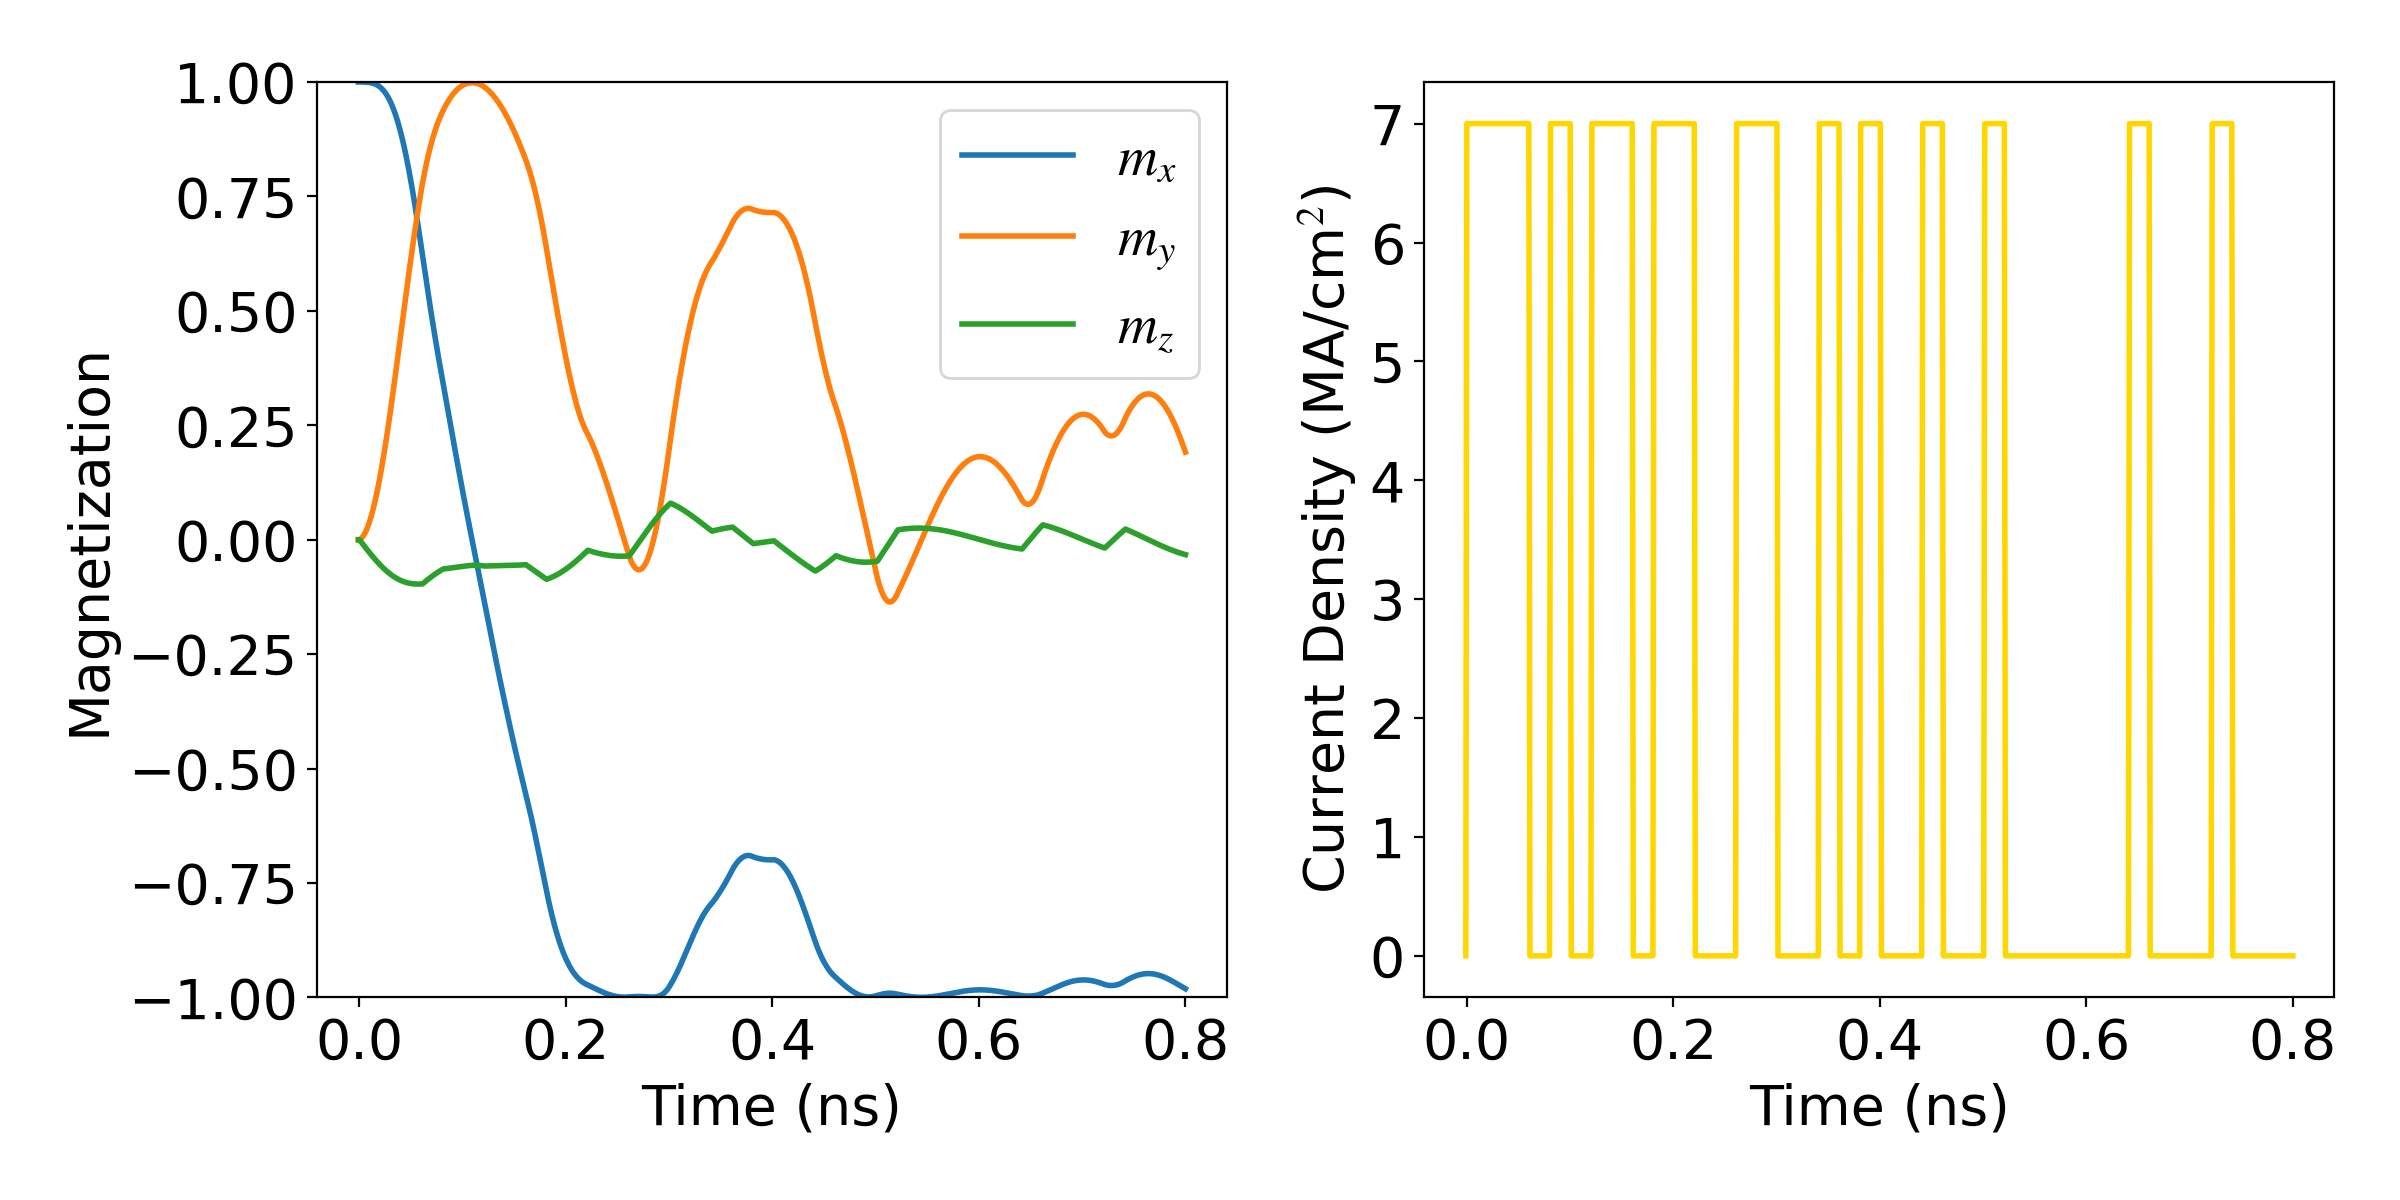 1.00
0.75
0.50
0.25
0.00
−0.25
−0.50
−0.75
−1.00
Magnetization
0.0 0.2 0.4 0.6 0.8
Time (ns)
mₓ
m_y
m_z
7
6
5
4
3
2
1
0
Current Density (MA/cm²)
0.0 0.2 0.4 0.6 0.8
Time (ns)